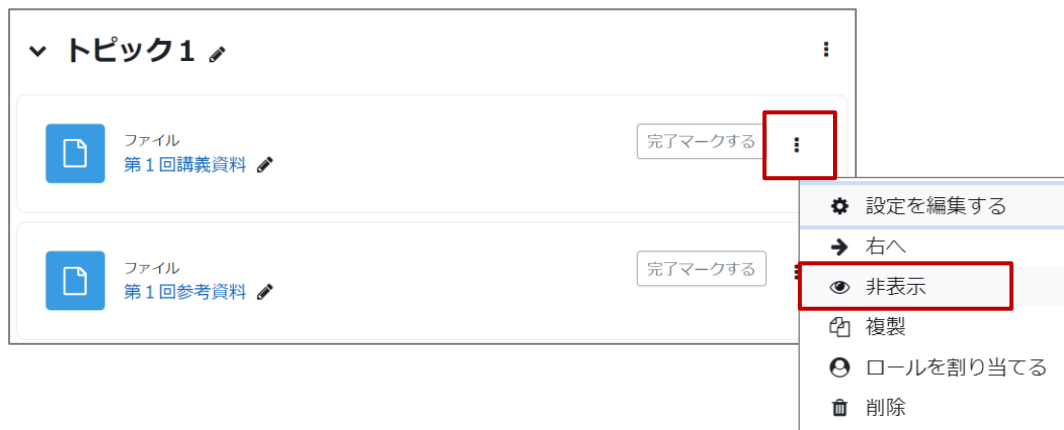 トピック１
ファイル
第１回講義資料
完了マークする
ファイル
第１回参考資料
完了マークする
設定を編集する
右へ
非表示
複製
ロールを割り当てる
削除